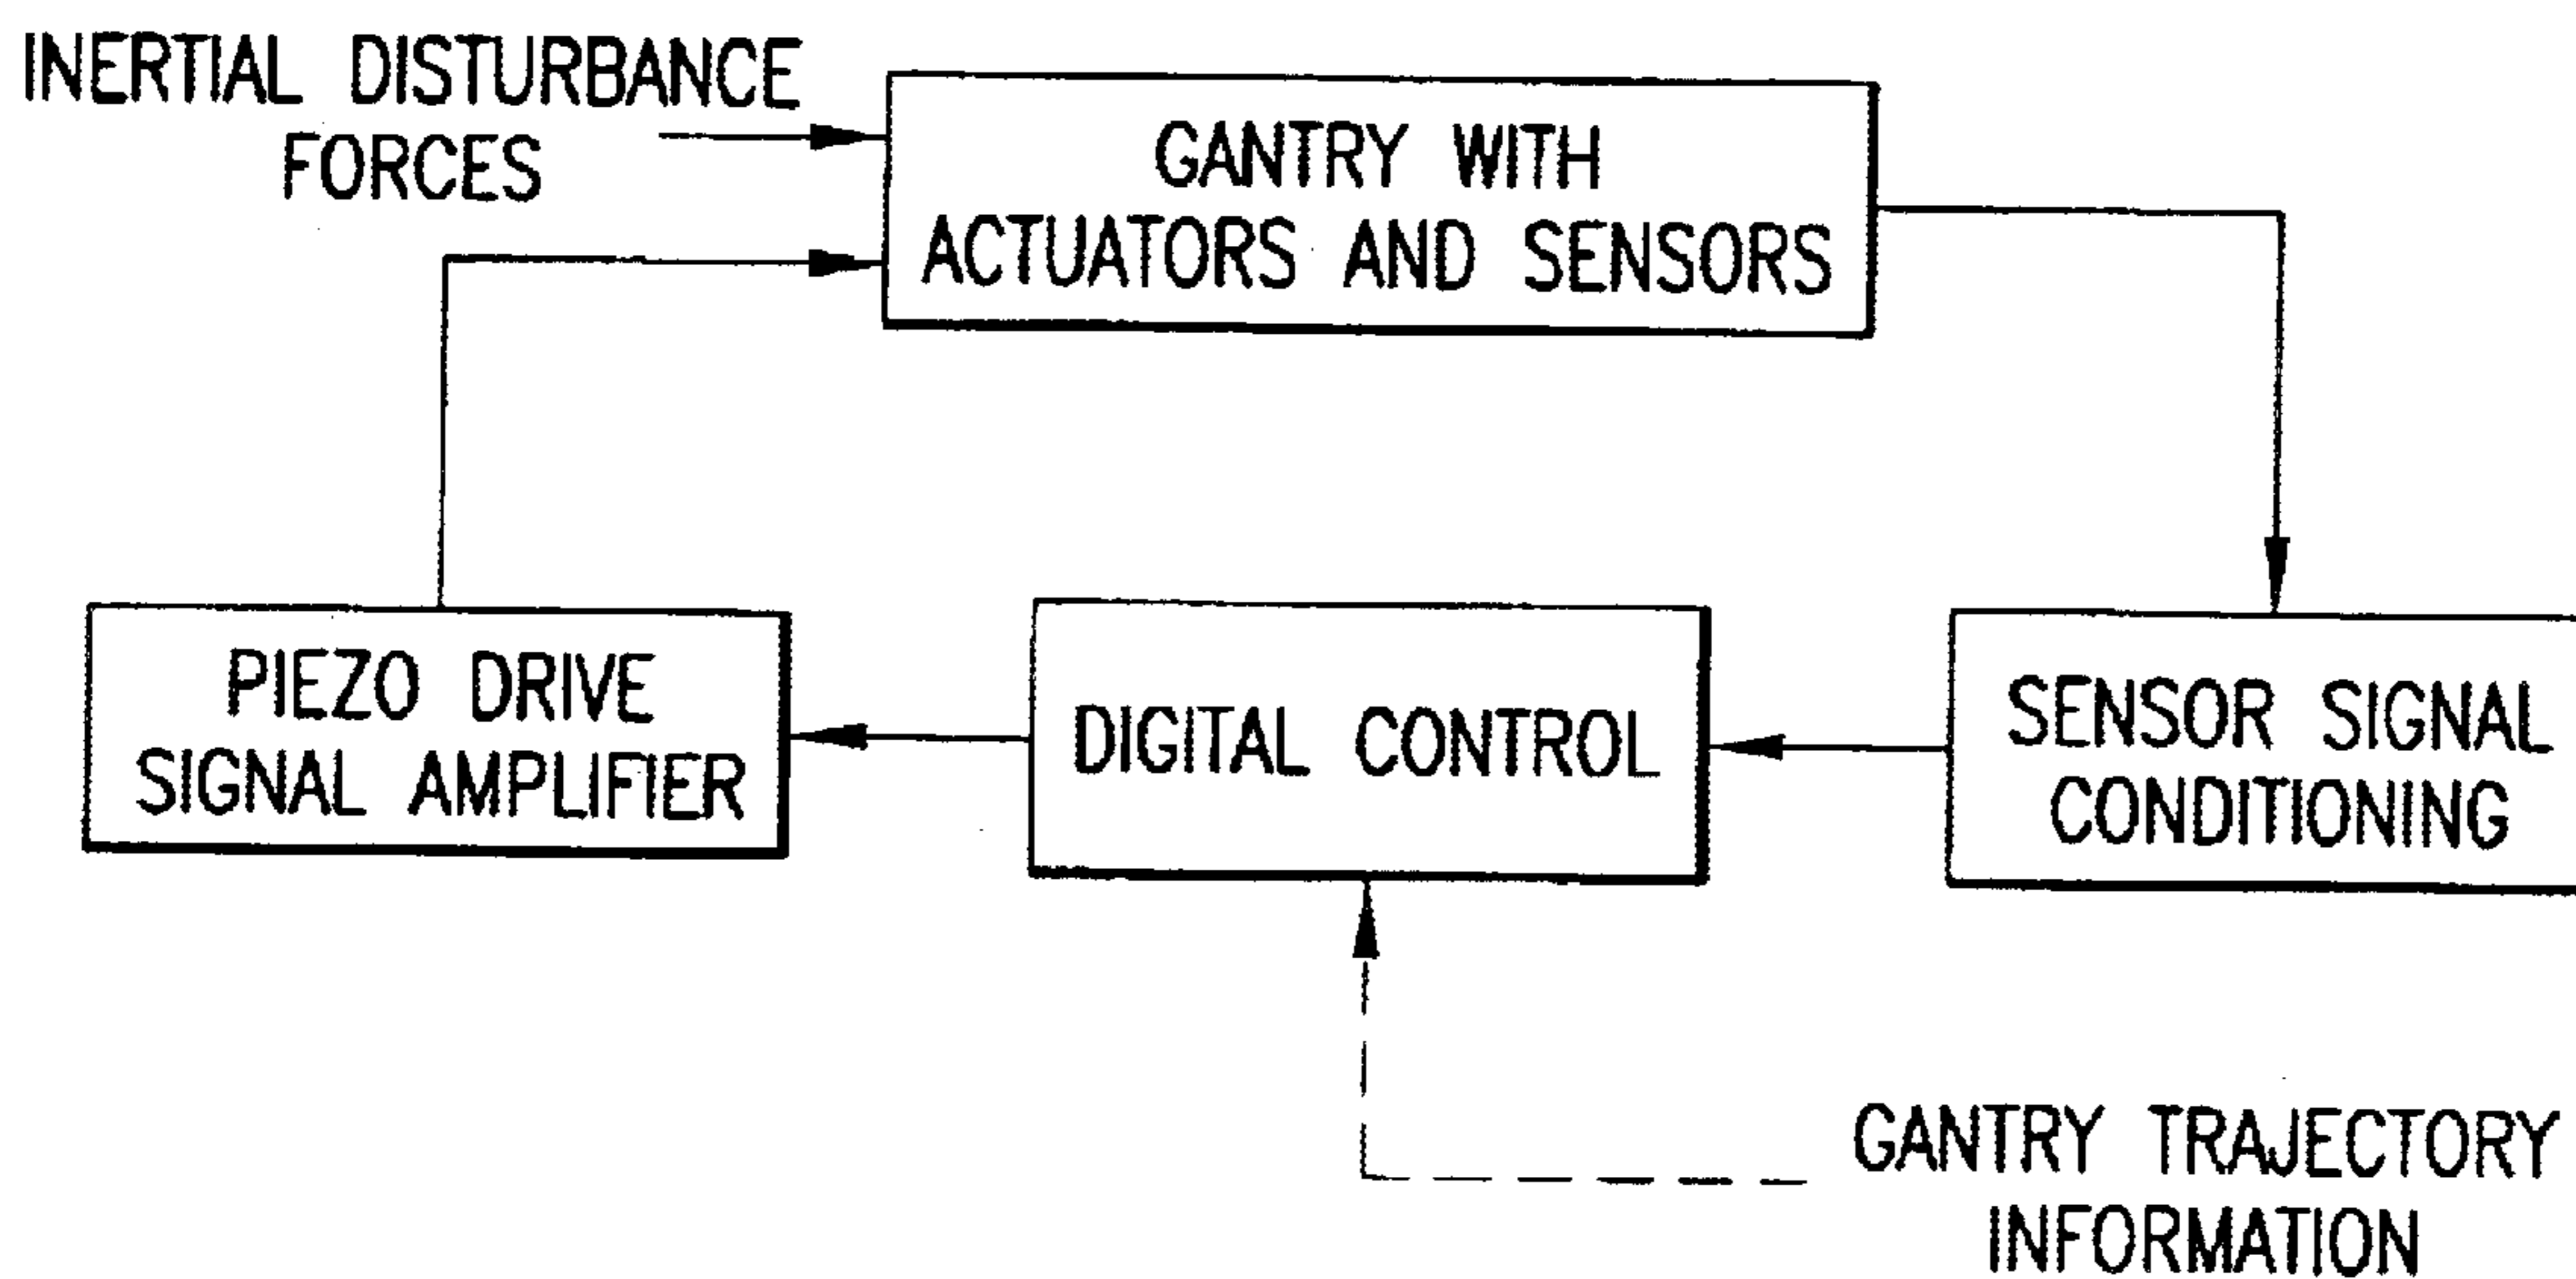 INERTIAL DISTURBANCE
FORCES
GANTRY WITH
ACTUATORS AND SENSORS
PIEZO DRIVE
SIGNAL AMPLIFIER
DIGITAL CONTROL
SENSOR SIGNAL
CONDITIONING
GANTRY TRAJECTORY
INFORMATION